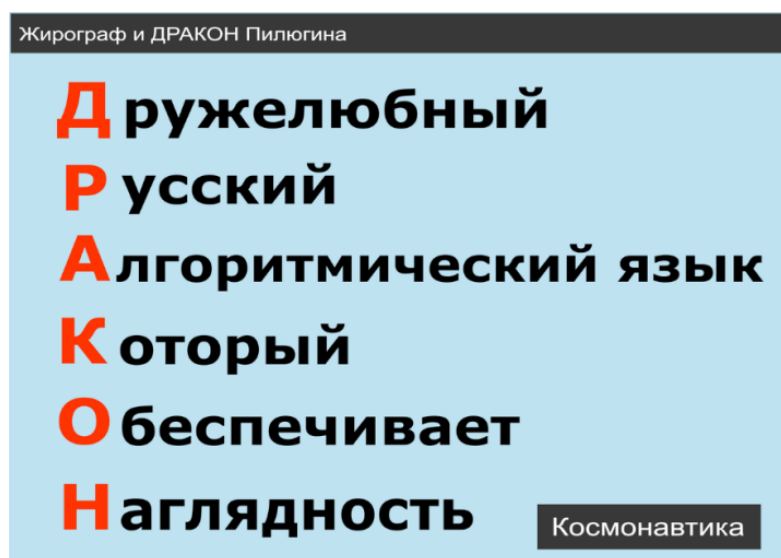 Жирограф и ДРАКОН Пилюгина
Дружелюбный
Русский
Алгоритмический язык
Который
Обеспечивает
Наглядность
Космонавтика